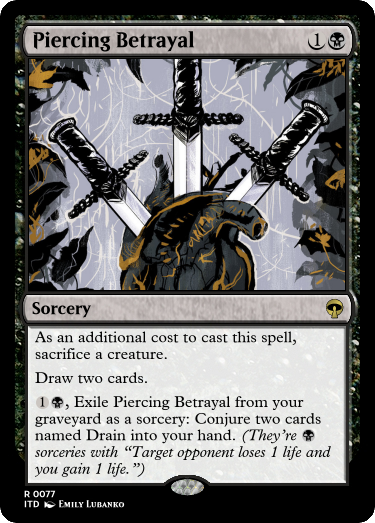 Piercing Betrayal 1
Sorcery
As an additional cost to cast this spell,
sacrifice a creature.
Draw two cards.
1, Exile Piercing Betrayal from your
graveyard as a sorcery: Conjure two cards
named Drain into your hand. (They're
sorceries with “Target opponent loses 1 life and
you gain 1 life.”)
R 0077
ITD Emily Lubanko